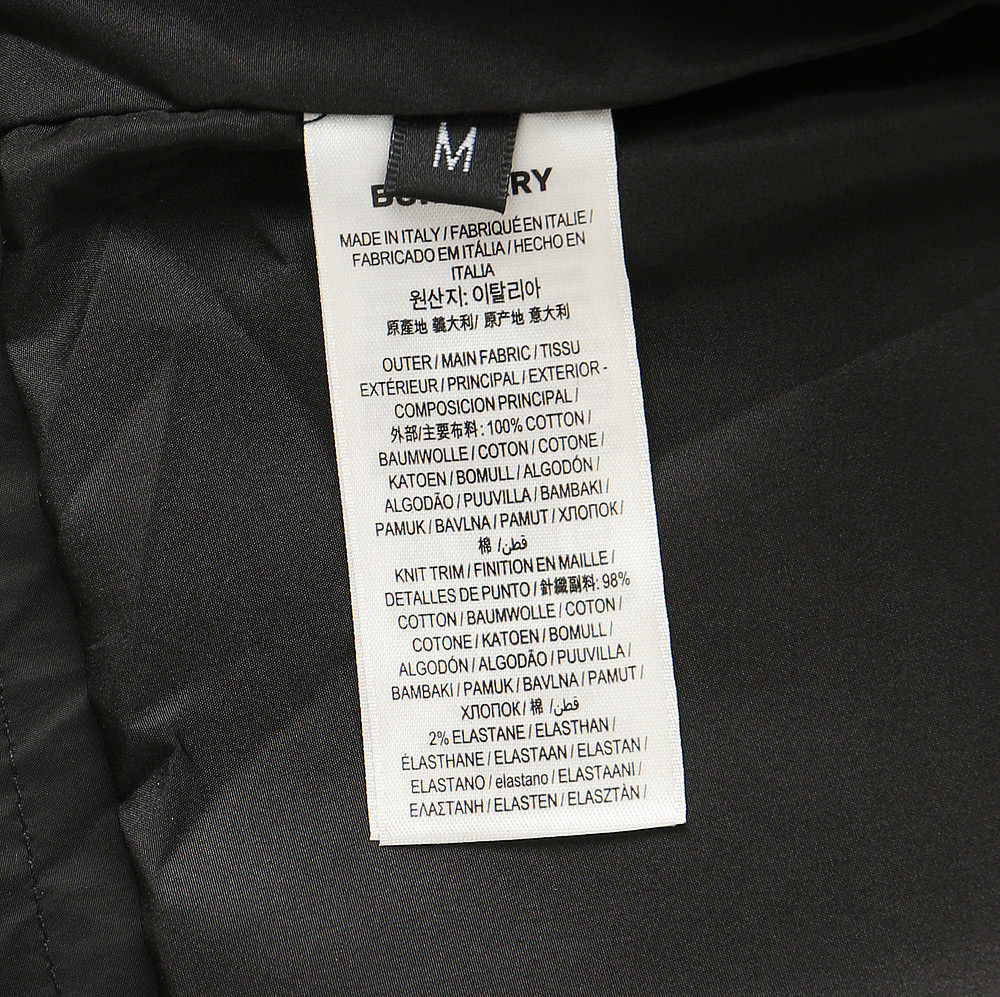 M
MADE IN ITALY / FABRIQUÉ EN ITALIE /
FABRICADO EM ITÁLIA / HECHO EN
ITALIA
원산지: 이탈리아
原產地 義大利/ 原产地 意大利
OUTER / MAIN FABRIC / TISSU
EXTÉRIEUR / PRINCIPAL / EXTERIOR -
COMPOSICION PRINCIPAL /
外部/主要布料 : 100% COTTON /
BAUMWOLLE / COTON / COTONE /
KATOEN / BOMULL / ALGODÓN /
ALGODÃO / PUUVILLA / BAMBAKI /
PAMUK / BAVLNA / PAMUT / ХЛОПОК /
棉 /قطن
KNIT TRIM / FINITION EN MAILLE /
DETALLES DE PUNTO / 針織副料: 98%
COTTON / BAUMWOLLE / COTON /
COTONE / KATOEN / BOMULL /
ALGODÓN / ALGODÃO / PUUVILLA /
BAMBAKI / PAMUK / BAVLNA / PAMUT /
ХЛОПОК / 棉 /قطن
2% ELASTANE / ELASTHAN /
ÉLASTHANE / ELASTAAN / ELASTAN /
ELASTANO / elastano / ELASTAANI /
ΕΛΑΣΤΑΝΗ / ELASTEN / ELASZTÀN /